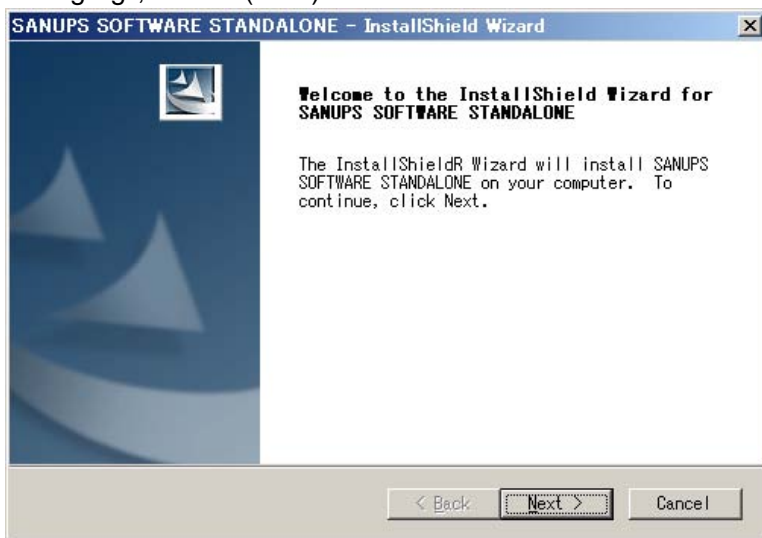 SANUPS SOFTWARE STANDALONE - InstallShield Wizard
Welcome to the InstallShield Wizard for
SANUPS SOFTWARE STANDALONE
The InstallShieldR Wizard will install SANUPS
SOFTWARE STANDALONE on your computer. To
continue, click Next.
< Back Next > Cancel